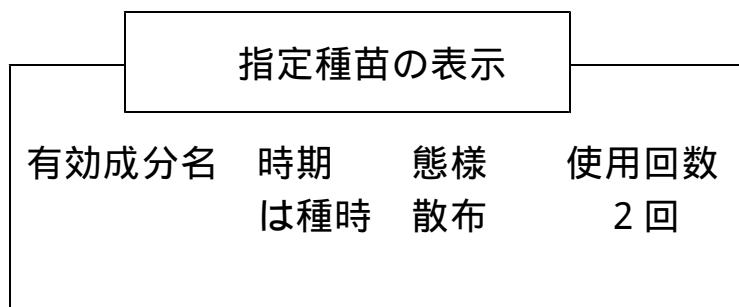 指定種苗の表示
有効成分名 時期 態様 使用回数
は種時 散布 2回